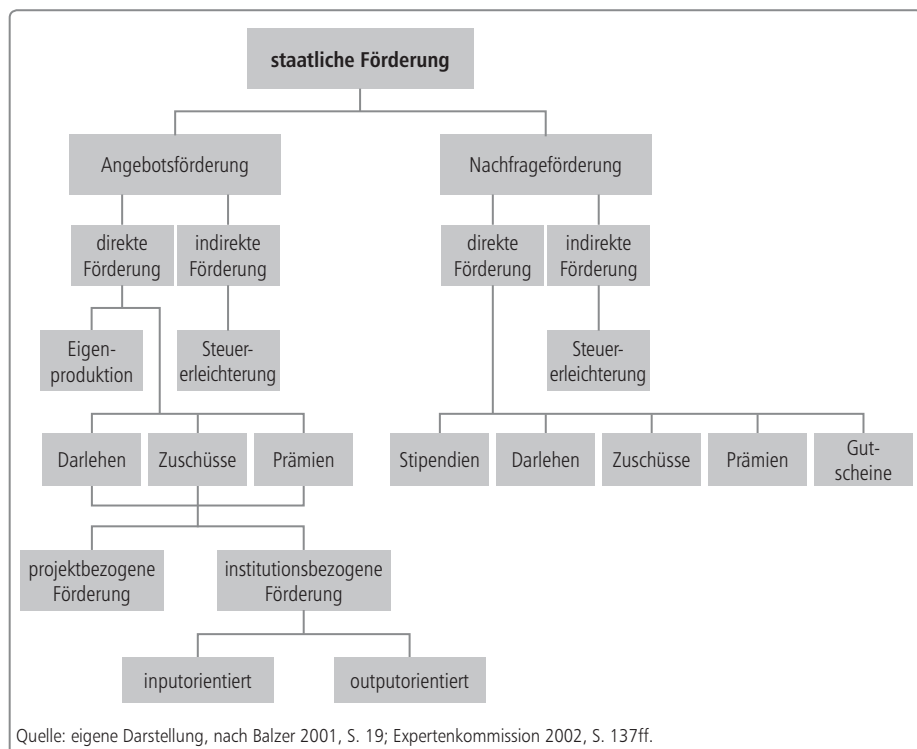 staatliche Förderung
Angebotsförderung
Nachfrageförderung
direkte
Förderung
indirekte
Förderung
direkte
Förderung
indirekte
Förderung
Eigen-
produktion
Steuer-
erleichterung
Steuer-
erleichterung
Darlehen
Zuschüsse
Prämien
Stipendien
Darlehen
Zuschüsse
Prämien
Gut-
scheine
projektbezogene
Förderung
institutionsbezogene
Förderung
inputorientiert
outputorientiert
Quelle: eigene Darstellung, nach Balzer 2001, S. 19; Expertenkommission 2002, S. 137ff.